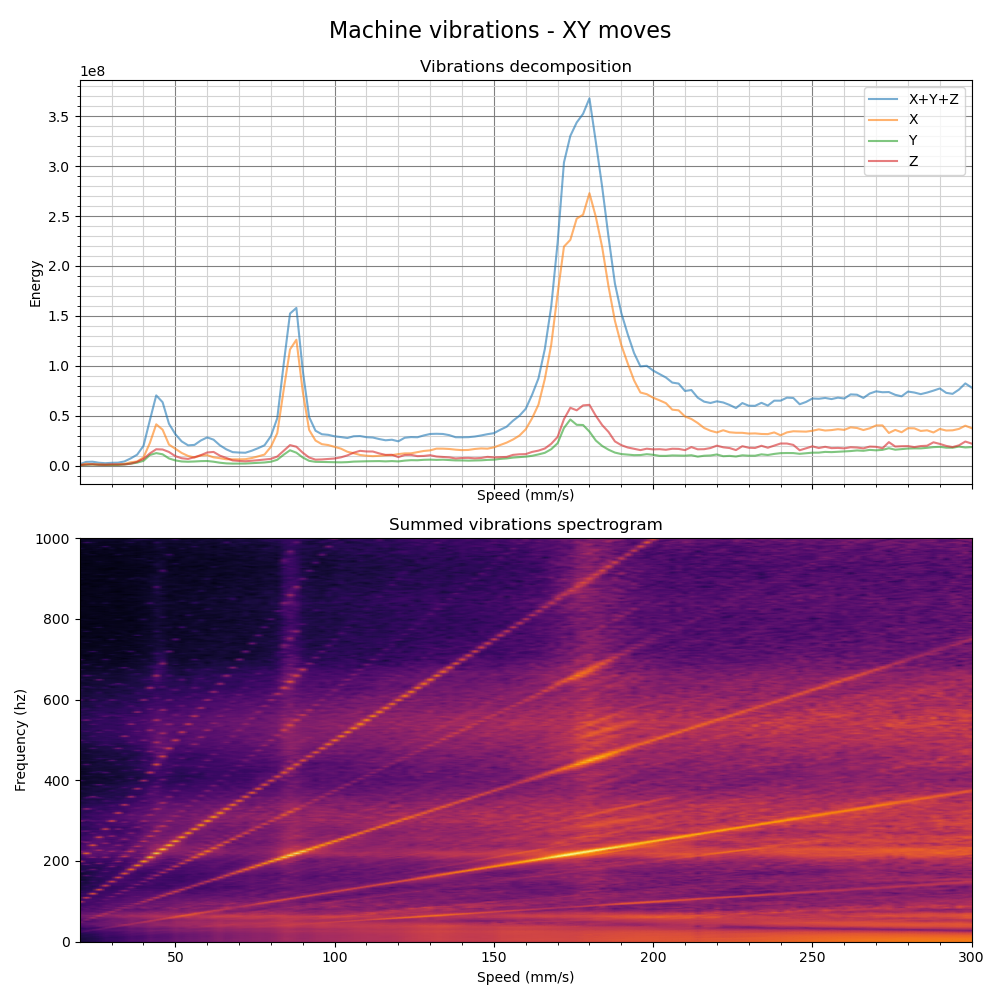 Machine vibrations - XY moves
Vibrations decomposition
1e8
X+Y+Z
X
Y
Z
3.5
3.0
2.5
2.0
1.5
1.0
0.5
0.0
Energy
Speed (mm/s)
Summed vibrations spectrogram
1000
800
600
400
200
0
Frequency (hz)
50 100 150 200 250 300
Speed (mm/s)